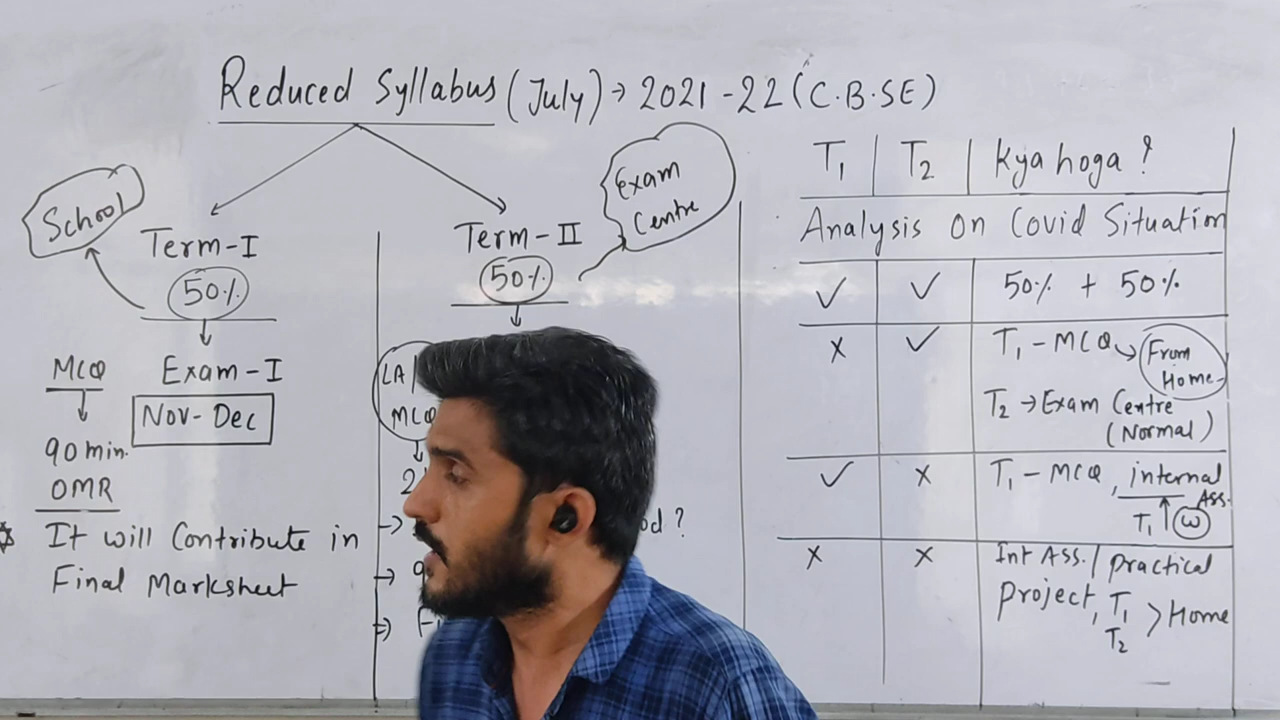 Reduced Syllabus (July) → 2021-22 (C.B.SE)
School
Term-I
50%
MCQ
↓
90 min.
OMR
Exam-I
Nov-Dec
It will Contribute in
Final Marksheet
Exam
Centre
Term-II
50%
LA/
MCQ
T₁ | T₂ | Kya hoga?
Analysis on Covid Situation
✓ ✓ 50% + 50%
x ✓ T₁-MCQ → From
Home
T₂ → Exam Centre
(Normal)
✓ x T₁-MCQ, internal
Ass.
T₁ ↑ W
x x Int Ass./practical
Project, T₁ > Home
T₂